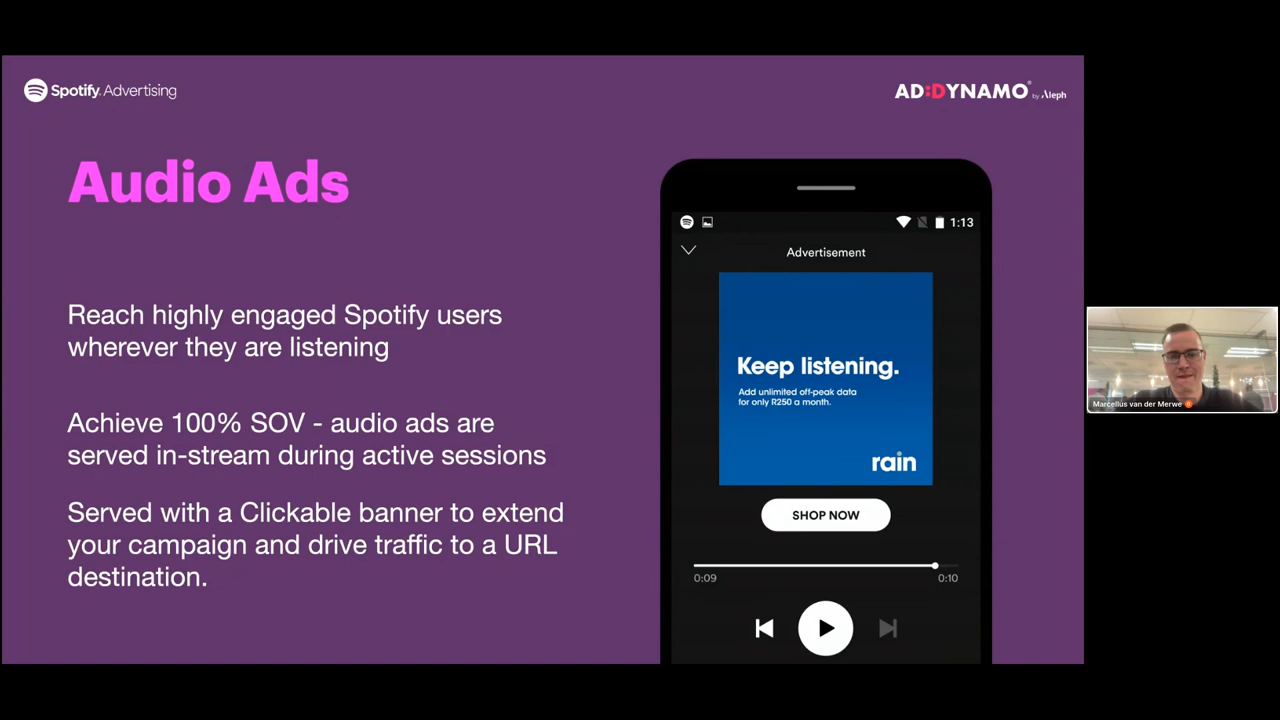 Spotify Advertising
AD:DYNAMO® by Aleph
Audio Ads
Reach highly engaged Spotify users
wherever they are listening
Achieve 100% SOV - audio ads are
served in-stream during active sessions
Served with a Clickable banner to extend
your campaign and drive traffic to a URL
destination.
1:13
Advertisement
Keep listening.
Add unlimited off-peak data
for only R250 a month.
rain
SHOP NOW
0:09
0:10
Marcellus van der Merwe